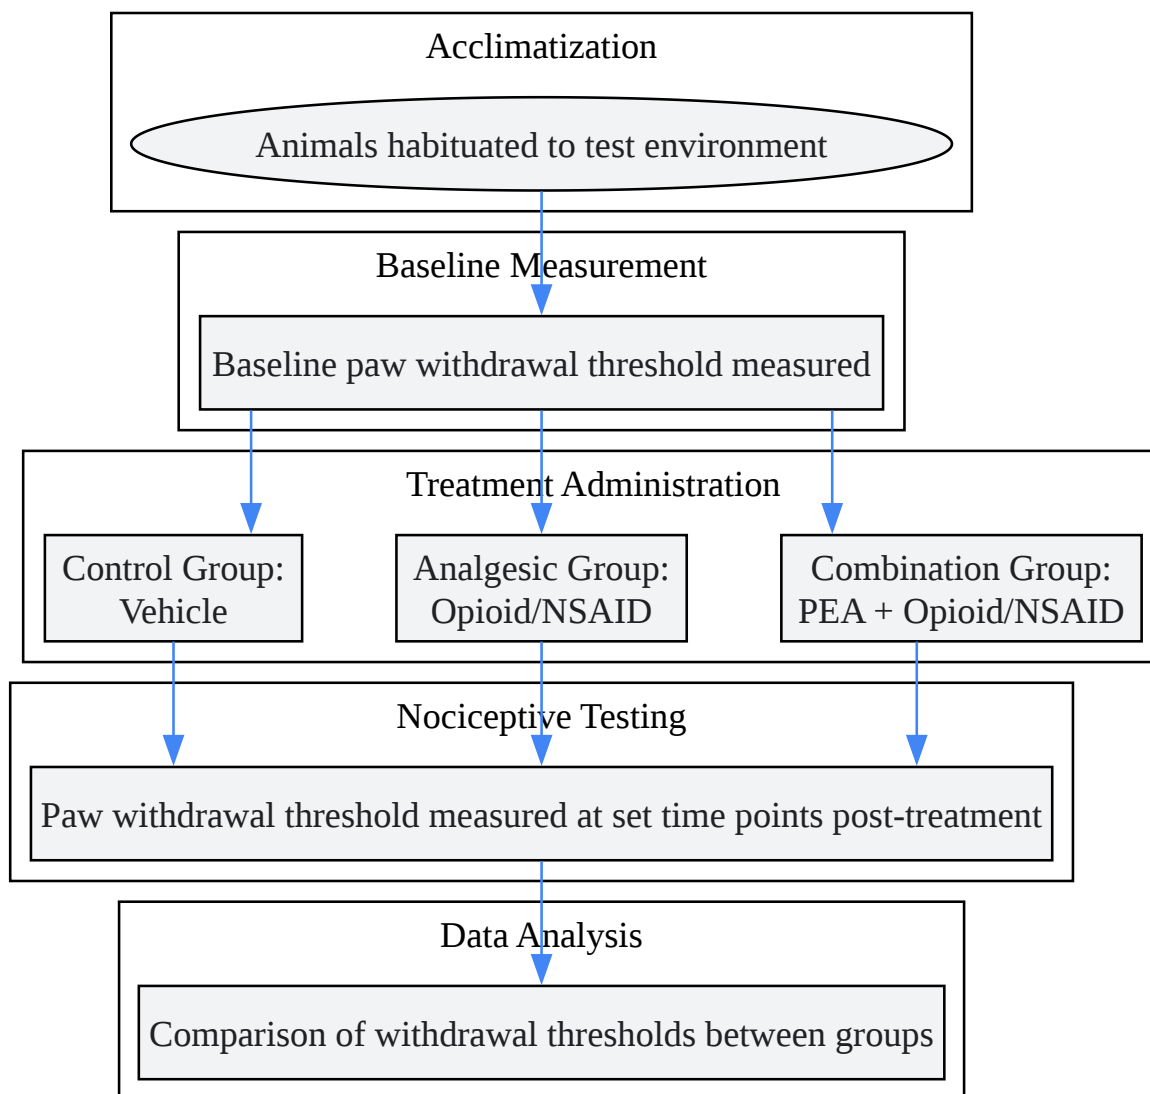 Acclimatization
Animals habituated to test environment
Baseline Measurement
Baseline paw withdrawal threshold measured
Treatment Administration
Control Group:
Vehicle
Analgesic Group:
Opioid/NSAID
Combination Group:
PEA + Opioid/NSAID
Nociceptive Testing
Paw withdrawal threshold measured at set time points post-treatment
Data Analysis
Comparison of withdrawal thresholds between groups